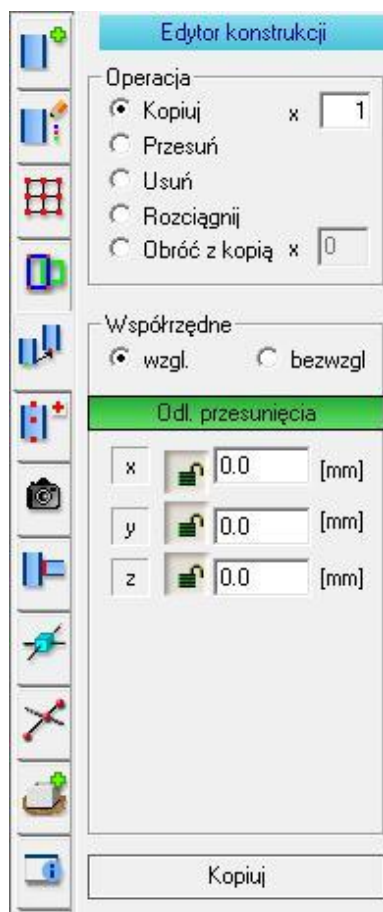 Edytor konstrukcji
Operacja
Kopiuj x 1
Przesuń
Usuń
Rozciągnij
Obróć z kopią x 0
Współrzędne
wzgl. bezwzgl
Odl. przesunięcia
x 0.0 [mm]
y 0.0 [mm]
z 0.0 [mm]
Kopiuj